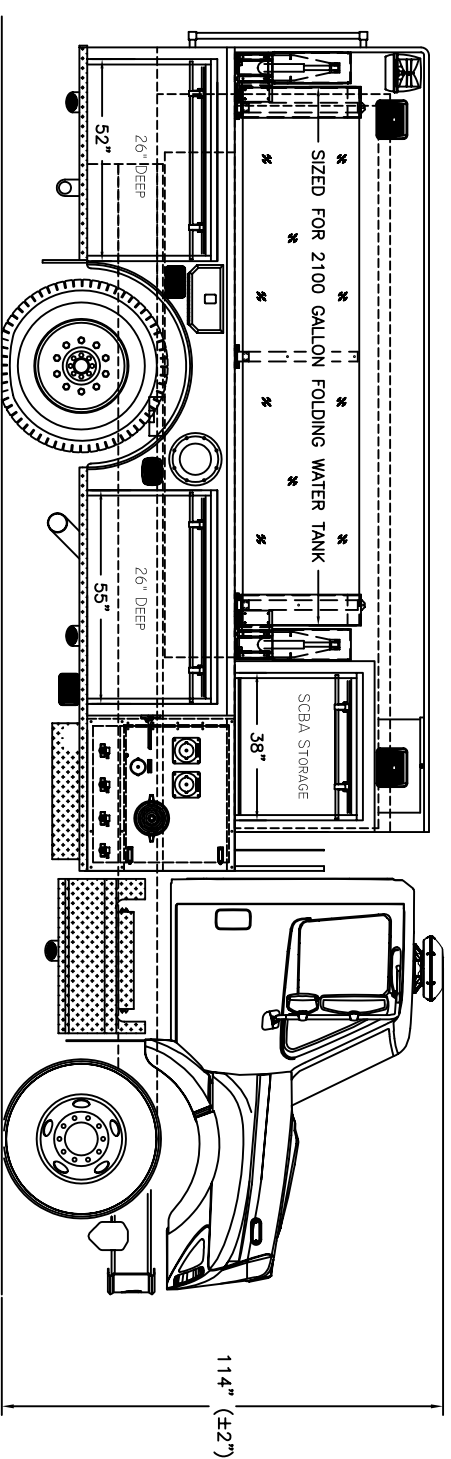 SIZED FOR 2100 GALLON FOLDING WATER TANK
SCBA STORAGE
38"
26" DEEP
52"
26" DEEP
55"
114" (±2")